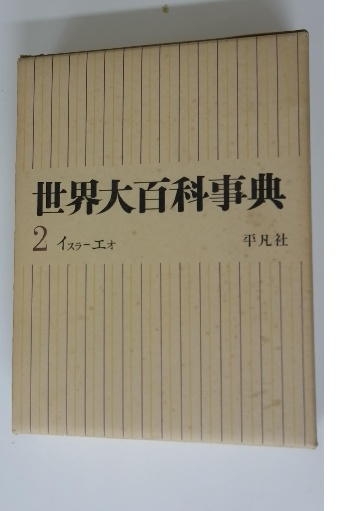 世界大百科事典
2 イスラーエオ
平凡社